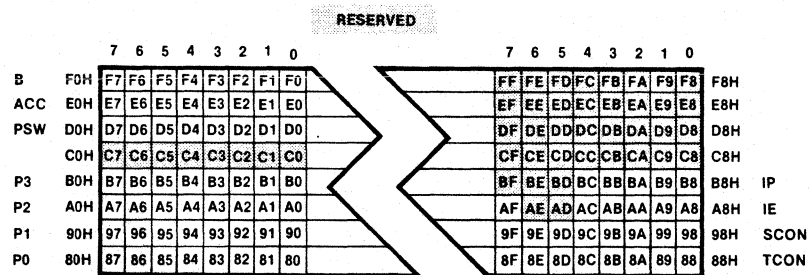 RESERVED
7 6 5 4 3 2 1 0 7 6 5 4 3 2 1 0
B F0H F7 F6 F5 F4 F3 F2 F1 F0 FF FE FD FC FB FA F9 F8 F8H
ACC E0H E7 E6 E5 E4 E3 E2 E1 E0 EF EE ED EC EB EA E9 E8 E8H
PSW D0H D7 D6 D5 D4 D3 D2 D1 D0 DF DE DD DC DB DA D9 D8 D8H
C0H C7 C6 C5 C4 C3 C2 C1 C0 CF CE CD CC CB CA C9 C8 C8H
P3 B0H B7 B6 B5 B4 B3 B2 B1 B0 BF BE BD BC BB BA B9 B8 B8H IP
P2 A0H A7 A6 A5 A4 A3 A2 A1 A0 AF AE AD AC AB AA A9 A8 A8H IE
P1 90H 97 96 95 94 93 92 91 90 9F 9E 9D 9C 9B 9A 99 98 98H SCON
P0 80H 87 86 85 84 83 82 81 80 8F 8E 8D 8C 8B 8A 89 88 88H TCON